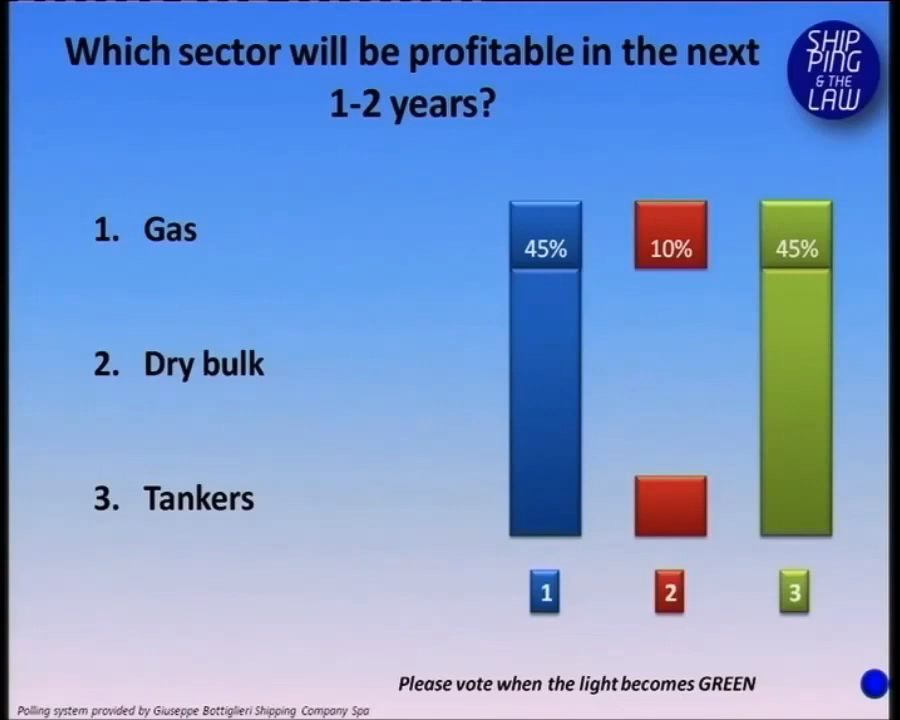 Which sector will be profitable in the next
1-2 years?
SHIP
PING
& THE
LAW
1. Gas
2. Dry bulk
3. Tankers
45%
10%
45%
1
2
3
Please vote when the light becomes GREEN
Polling system provided by Giuseppe Bottiglieri Shipping Company Spa